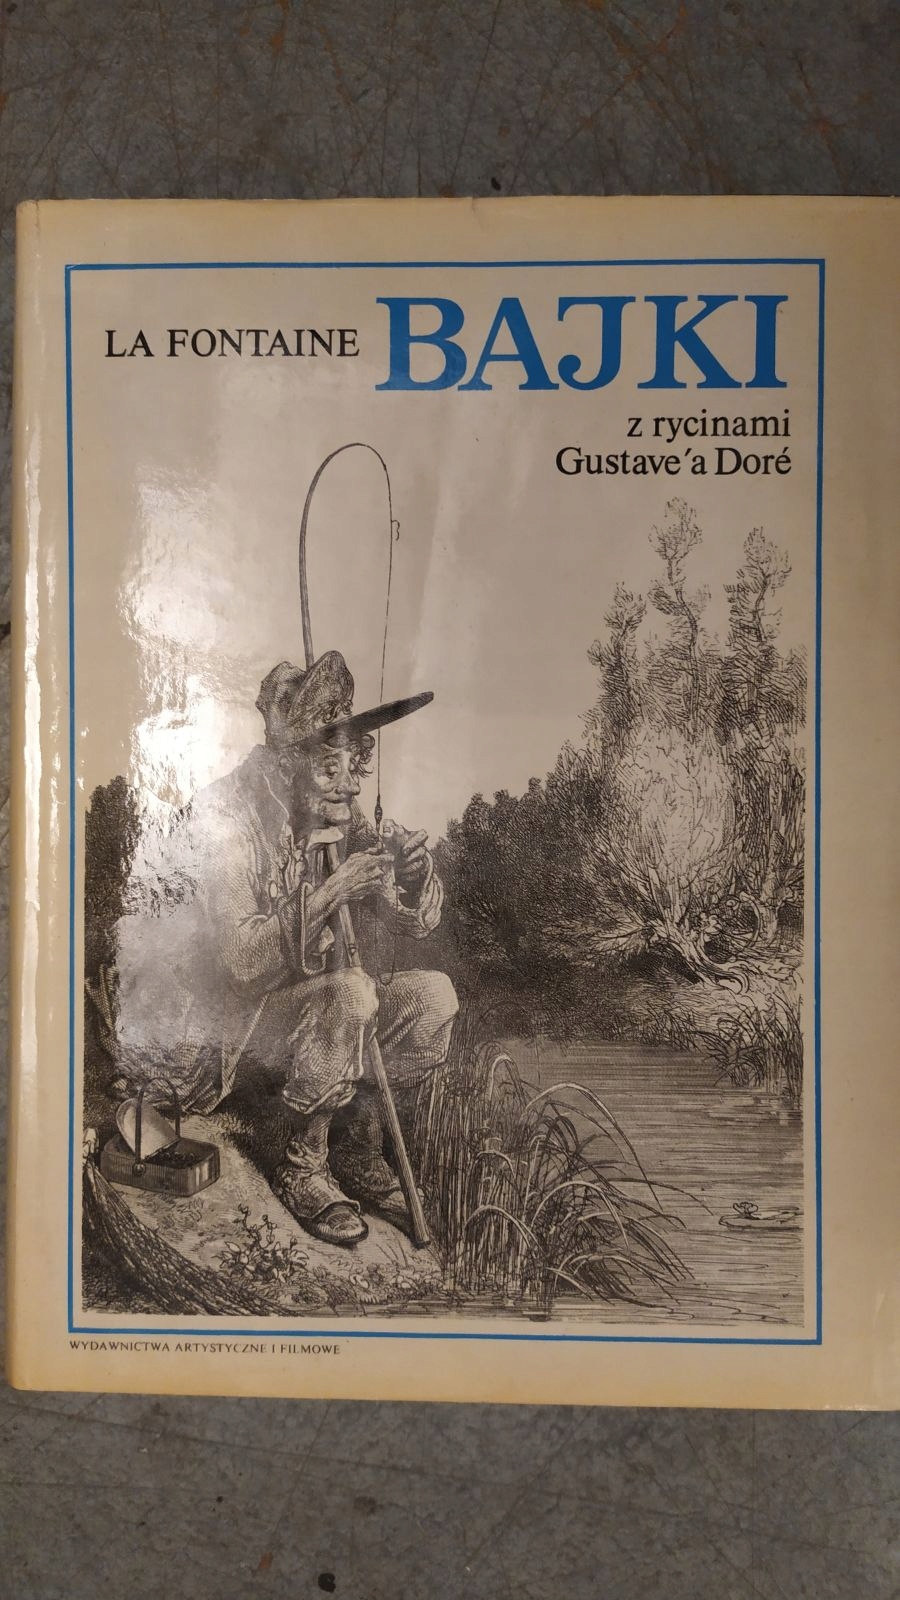 LA FONTAINE BAJKI
z rycinami
Gustave'a Doré
WYDAWNICTWA ARTYSTYCZNE I FILMOWE